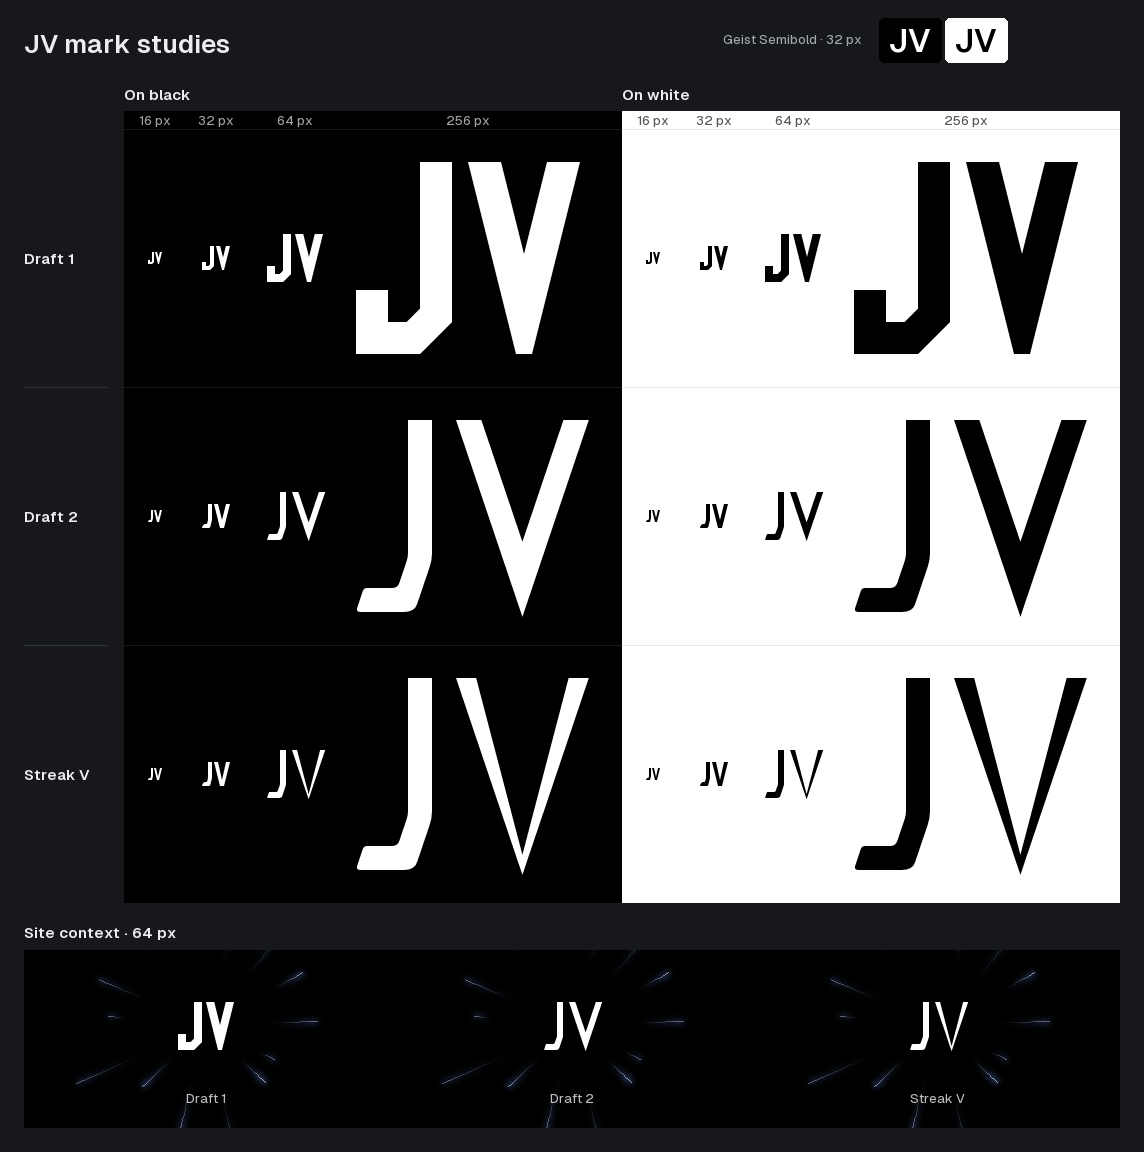 JV mark studies
Geist Semibold · 32 px JV JV
On black
On white
16 px 32 px 64 px 256 px
16 px 32 px 64 px 256 px
Draft 1
JV JV JV JV
JV JV JV JV
Draft 2
JV JV JV JV
JV JV JV JV
Streak V
JV JV JV JV
JV JV JV JV
Site context · 64 px
JV JV JV
Draft 1 Draft 2 Streak V